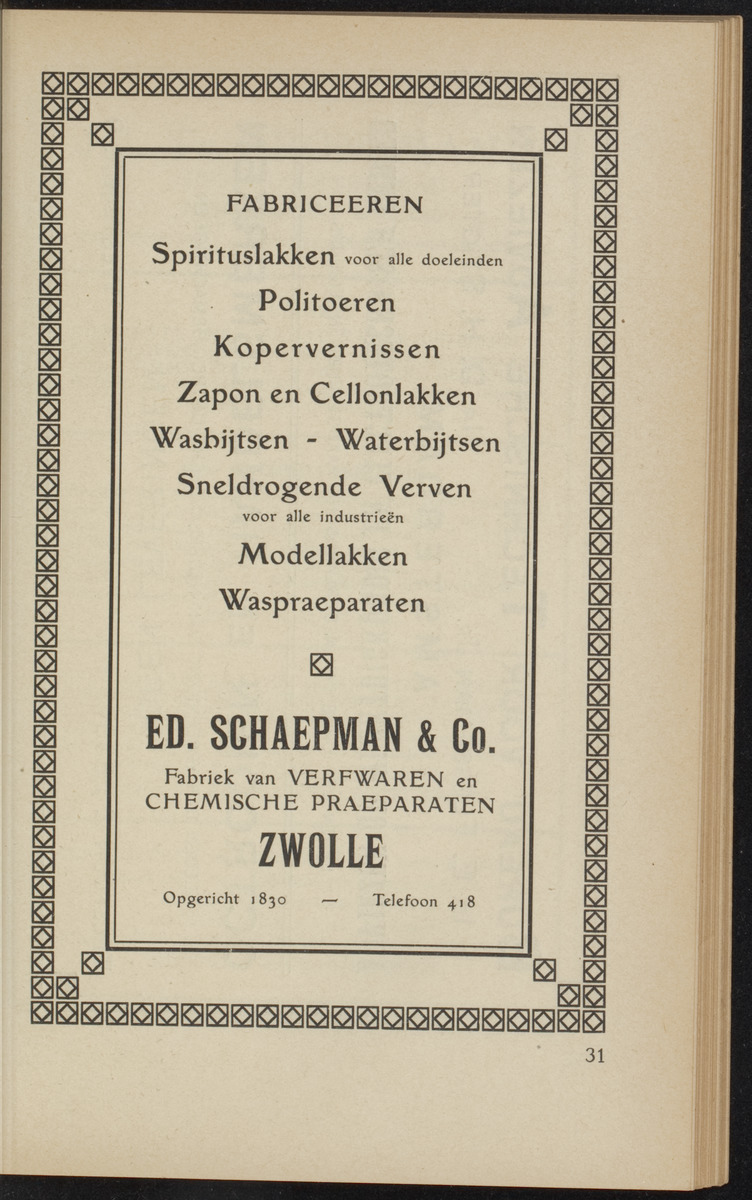 FABRICEEREN
Spirituslakken voor alle doeleinden
Politoeren
Kopervernissen
Zapon en Cellonlakken
Wasbijtsen - Waterbijtsen
Sneldrogende Verven
voor alle industrieën
Modellakken
Waspraeparaten
ED. SCHAEPMAN & Co.
Fabriek van VERFWAREN en
CHEMISCHE PRAEPARATEN
ZWOLLE
Opgericht 1830 — Telefoon 418
31